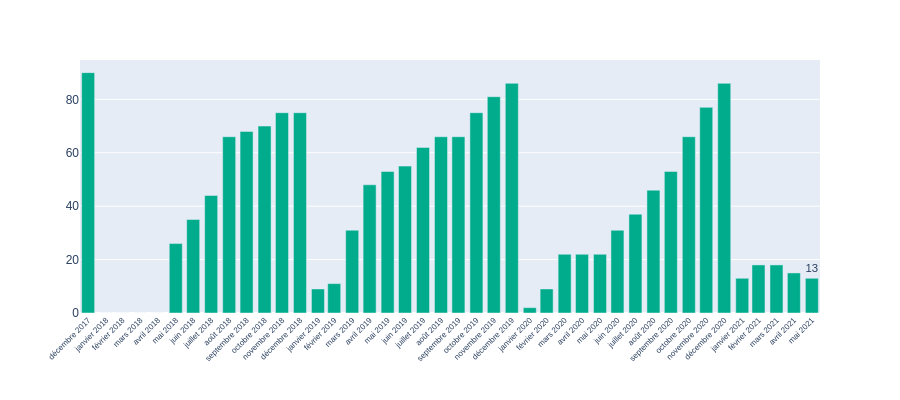 80
60
40
20
0
13
décembre 2017
janvier 2018
février 2018
mars 2018
avril 2018
mai 2018
juin 2018
juillet 2018
août 2018
septembre 2018
octobre 2018
novembre 2018
décembre 2018
janvier 2019
février 2019
mars 2019
avril 2019
mai 2019
juin 2019
juillet 2019
août 2019
septembre 2019
octobre 2019
novembre 2019
décembre 2019
janvier 2020
février 2020
mars 2020
avril 2020
mai 2020
juin 2020
juillet 2020
août 2020
septembre 2020
octobre 2020
novembre 2020
décembre 2020
janvier 2021
février 2021
mars 2021
avril 2021
mai 2021